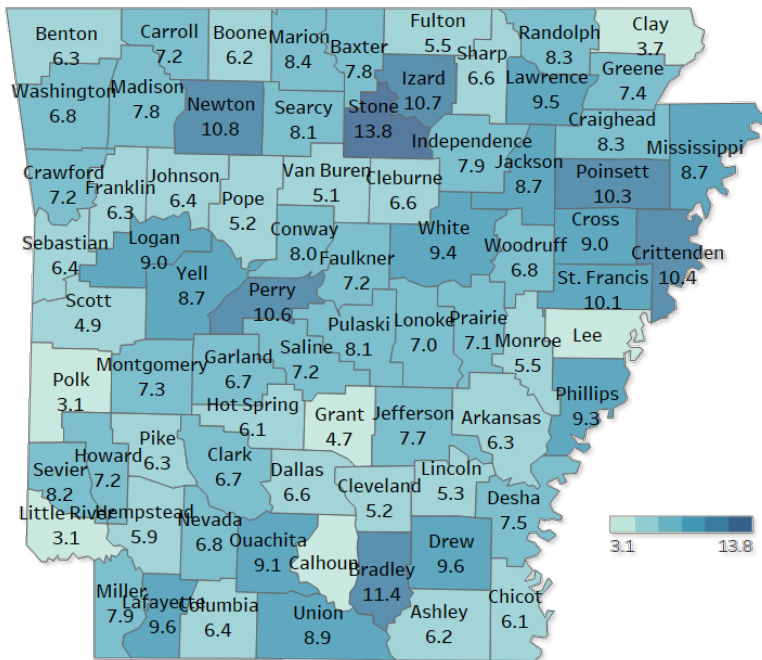 Benton
6.3
Carroll
7.2
Boone
6.2
Marion
8.4
Baxter
7.8
Fulton
5.5
Sharp
6.6
Randolph
8.3
Clay
3.7
Washington
6.8
Madison
7.8
Newton
10.8
Searcy
8.1
Stone
13.8
Izard
10.7
Lawrence
9.5
Greene
7.4
Independence
7.9
Jackson
8.7
Craighead
8.3
Mississippi
8.7
Crawford
7.2
Franklin
6.3
Johnson
6.4
Pope
5.2
Van Buren
5.1
Cleburne
6.6
Poinsett
10.3
Sebastian
6.4
Logan
9.0
Yell
8.7
Conway
8.0
Faulkner
7.2
White
9.4
Woodruff
6.8
Cross
9.0
Crittenden
10.4
St. Francis
10.1
Scott
4.9
Perry
10.6
Pulaski
8.1
Lonoke
7.0
Prairie
7.1
Monroe
5.5
Lee
Polk
3.1
Montgomery
7.3
Garland
6.7
Saline
7.2
Phillips
9.3
Hot Spring
6.1
Grant
4.7
Jefferson
7.7
Arkansas
6.3
Sevier
8.2
Howard
7.2
Pike
6.3
Clark
6.7
Dallas
6.6
Cleveland
5.2
Lincoln
5.3
Desha
7.5
Little River
3.1
Hempstead
5.9
Nevada
6.8
Ouachita
9.1
Calhoun
Bradley
11.4
Drew
9.6
Miller
7.9
Lafayette
9.6
Columbia
6.4
Union
8.9
Ashley
6.2
Chicot
6.1
3.1
13.8